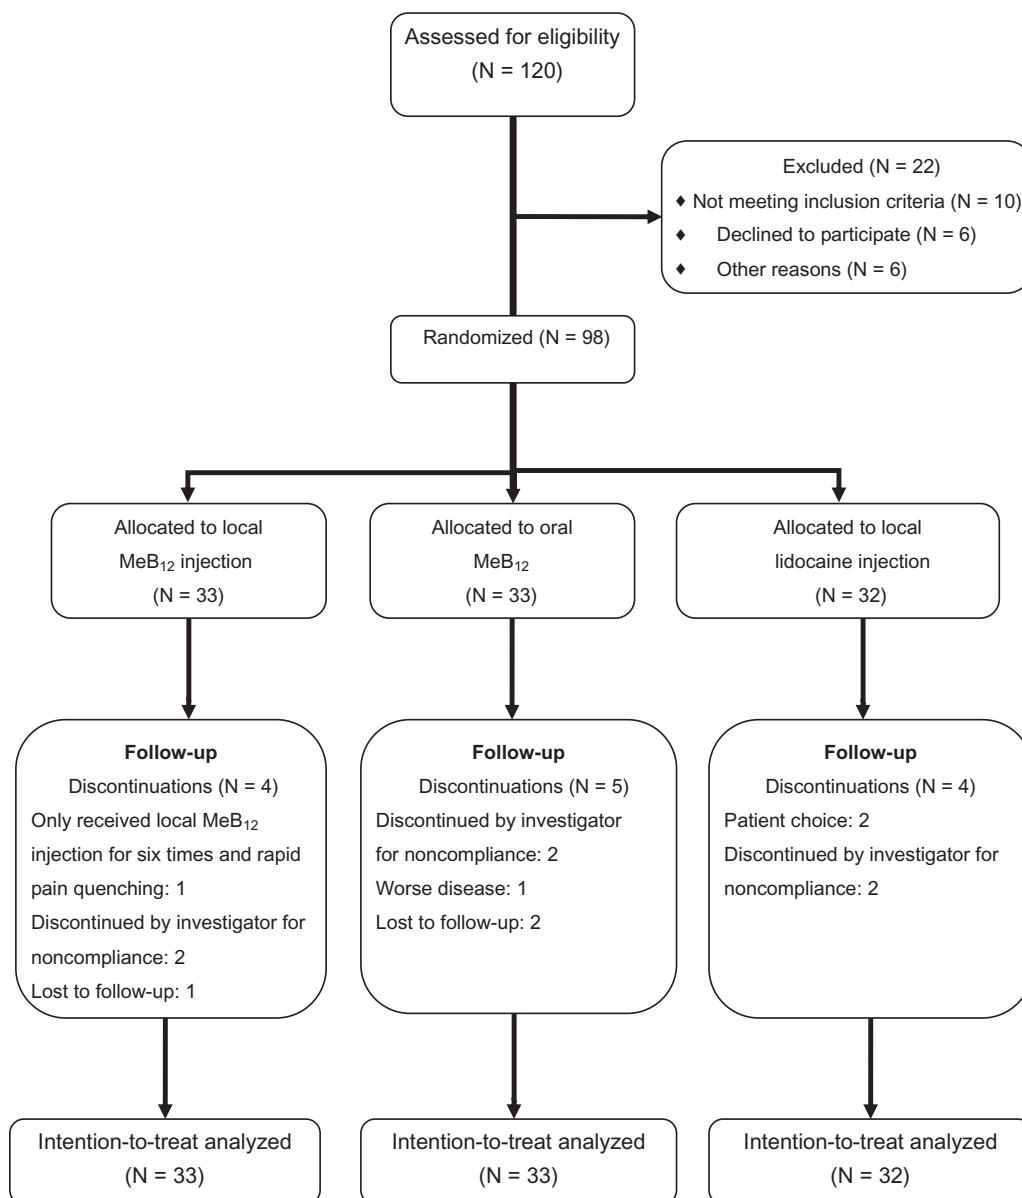 Assessed for eligibility
(N = 120)
Excluded (N = 22)
♦ Not meeting inclusion criteria (N = 10)
♦ Declined to participate (N = 6)
♦ Other reasons (N = 6)
Randomized (N = 98)
Allocated to local
MeB₁₂ injection
(N = 33)
Allocated to oral
MeB₁₂
(N = 33)
Allocated to local
lidocaine injection
(N = 32)
Follow-up
Discontinuations (N = 4)
Only received local MeB₁₂
injection for six times and rapid
pain quenching: 1
Discontinued by investigator for
noncompliance: 2
Lost to follow-up: 1
Follow-up
Discontinuations (N = 5)
Discontinued by investigator
for noncompliance: 2
Worse disease: 1
Lost to follow-up: 2
Follow-up
Discontinuations (N = 4)
Patient choice: 2
Discontinued by investigator for
noncompliance: 2
Intention-to-treat analyzed
(N = 33)
Intention-to-treat analyzed
(N = 33)
Intention-to-treat analyzed
(N = 32)